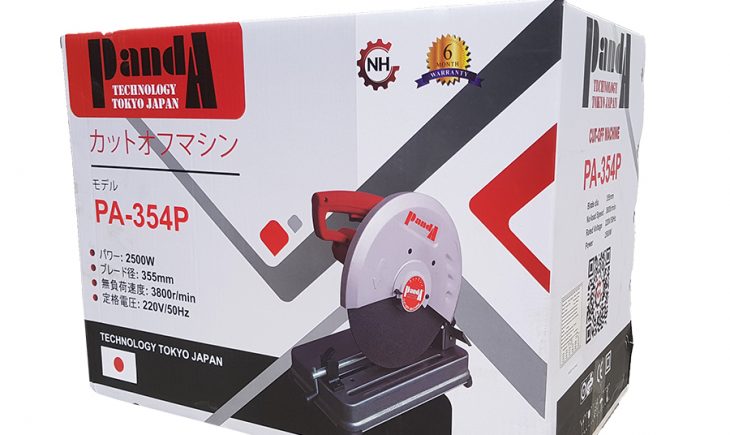 Panda
TECHNOLOGY
TOKYO JAPAN
カットオフマシン
モデル
PA-354P
• パワー: 2500W
• ブレード径: 355mm
• 無負荷速度: 3800r/min
• 定格電圧: 220V/50Hz
TECHNOLOGY TOKYO JAPAN
NH
6
MONTH
WARRANTY
Panda
Panda
Panda
TECHNOLOGY
TOKYO JAPAN
CUT-OFF MACHINE
PA-354P